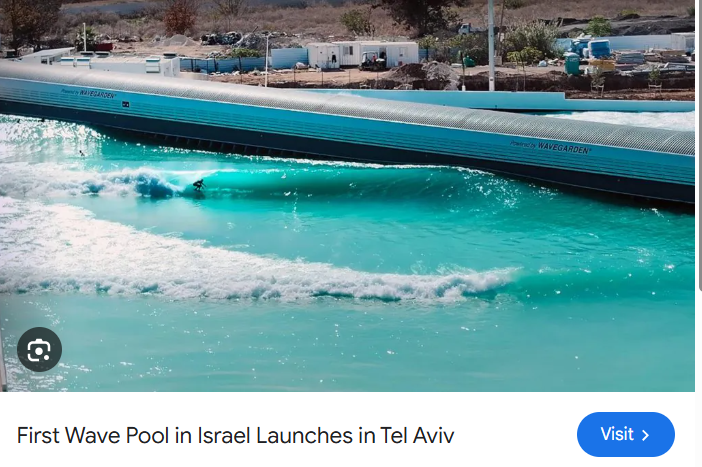 Powered by WAVEGARDEN
Powered by WAVEGARDEN
First Wave Pool in Israel Launches in Tel Aviv
Visit